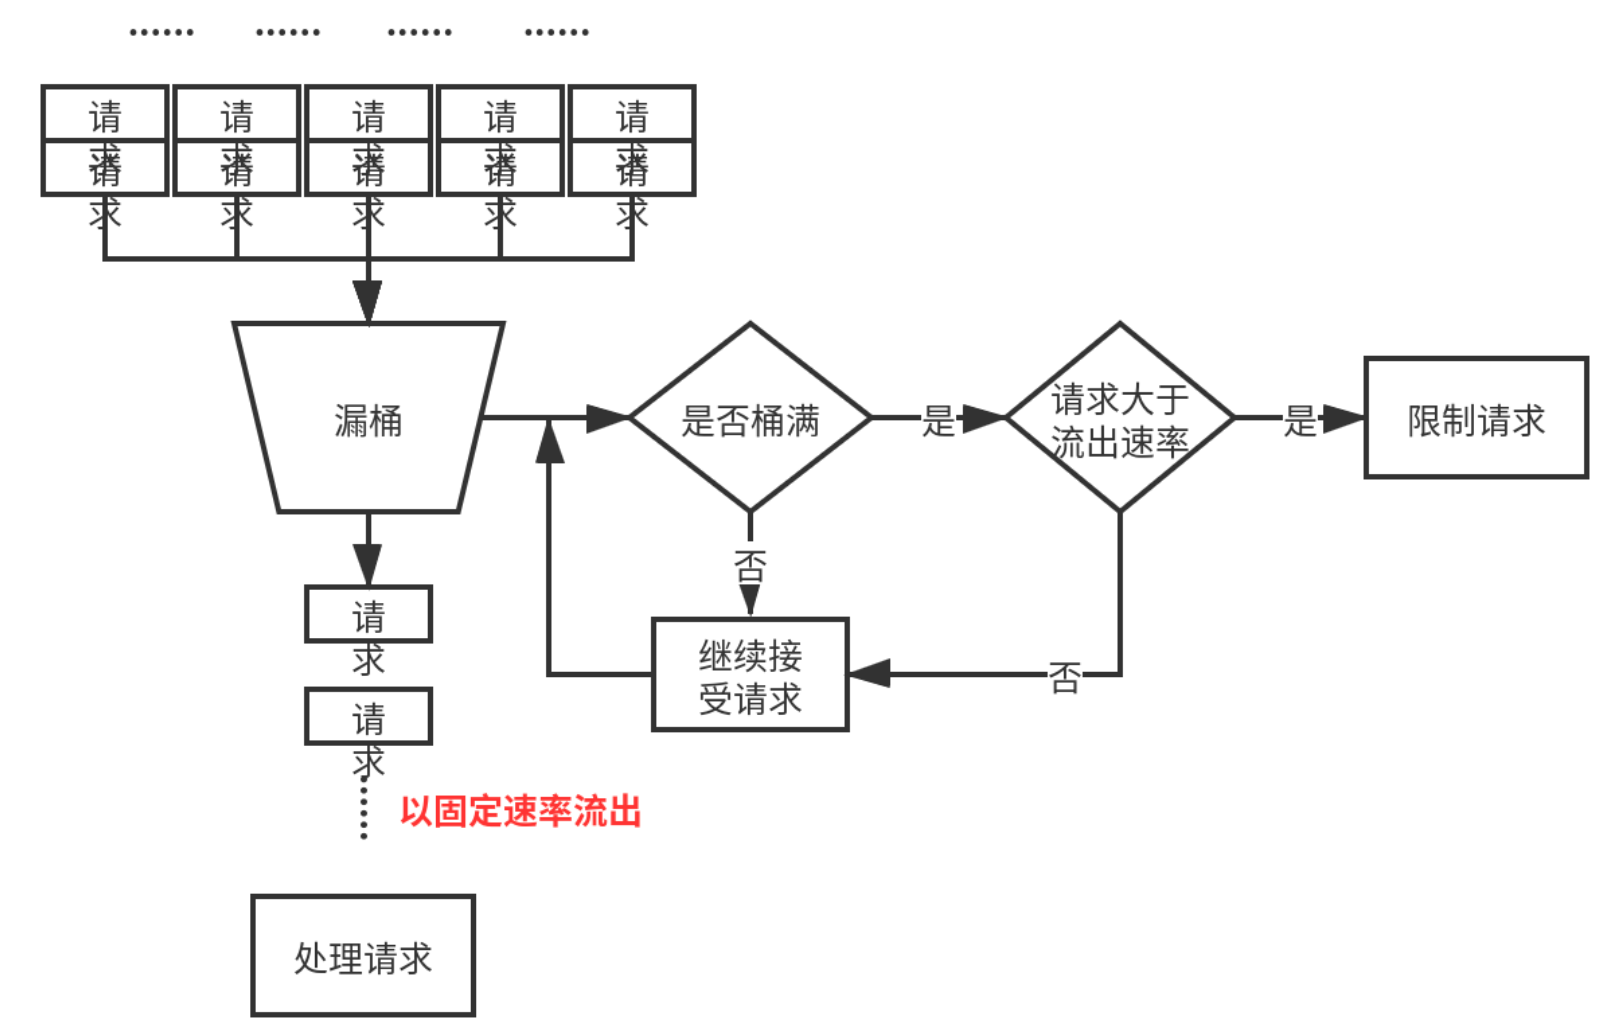 ...... ...... ...... ......
请求 请求 请求 请求 请求
请求 请求 请求 请求 请求
漏桶
是否桶满
是
请求大于
流出速率
是
限制请求
否
继续接
受请求
否
请
求
请
求
......
以固定速率流出
处理请求